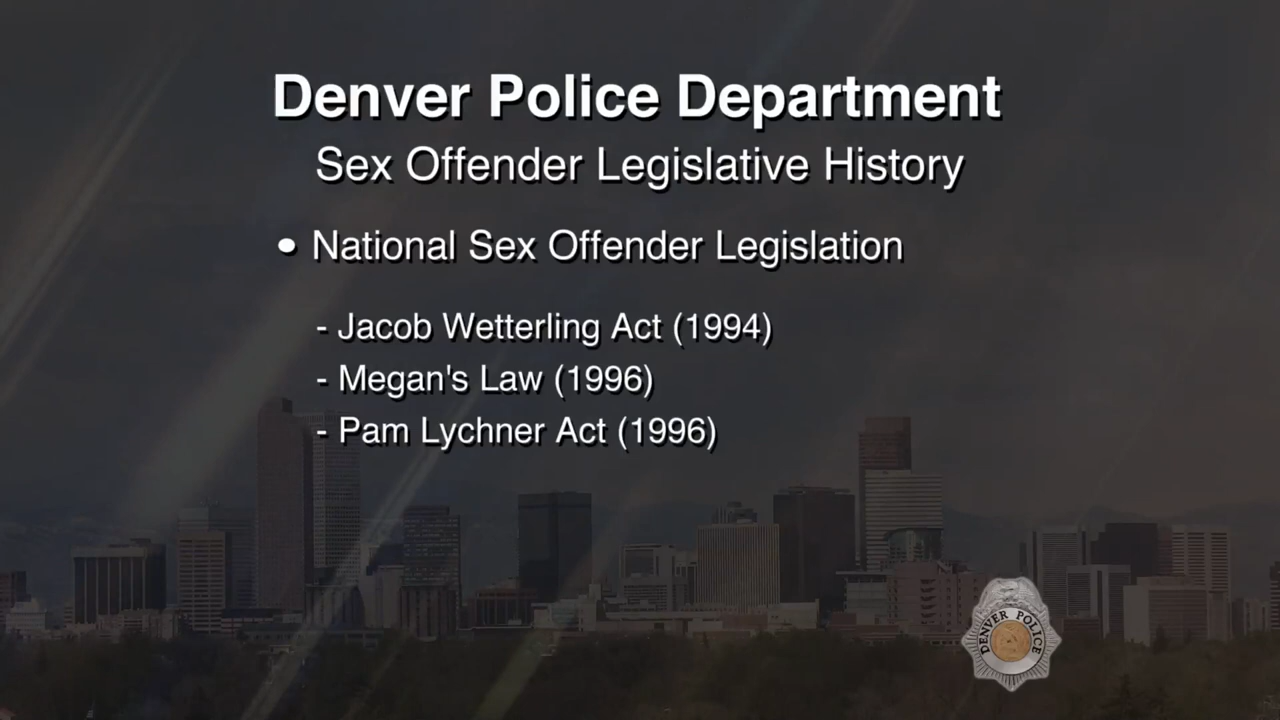 Denver Police Department
Sex Offender Legislative History
• National Sex Offender Legislation
- Jacob Wetterling Act (1994)
- Megan's Law (1996)
- Pam Lychner Act (1996)
DENVER POLICE